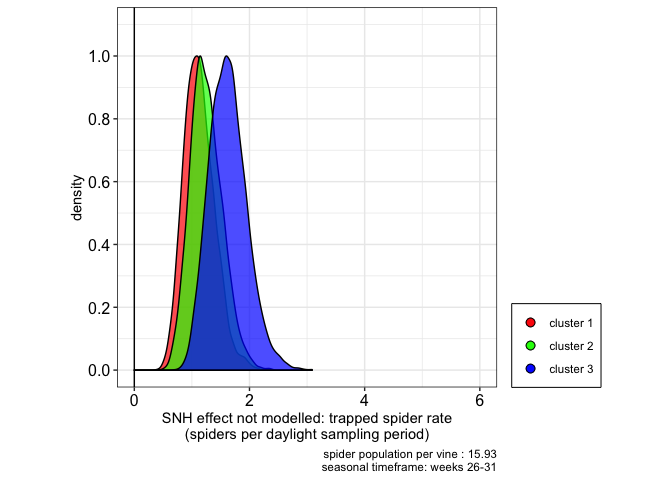 1.0
0.8
0.6
0.4
0.2
0.0
density
0 2 4 6
SNH effect not modelled: trapped spider rate
(spiders per daylight sampling period)
spider population per vine : 15.93
seasonal timeframe: weeks 26-31
cluster 1
cluster 2
cluster 3